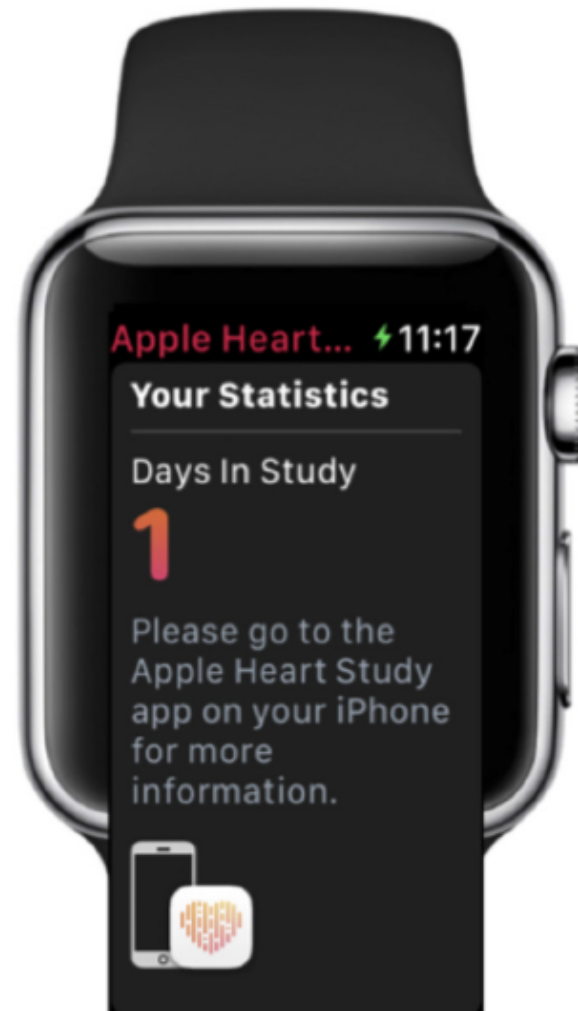 Apple Heart... 11:17
Your Statistics
Days In Study
1
Please go to the
Apple Heart Study
app on your iPhone
for more
information.